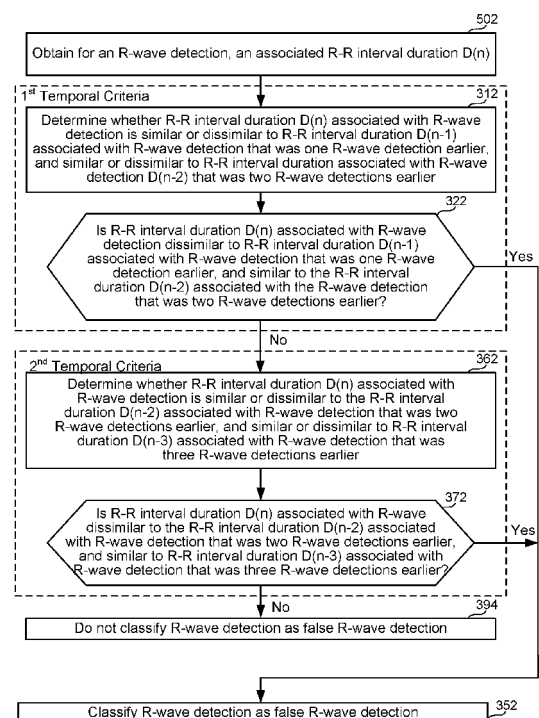 502
Obtain for an R-wave detection, an associated R-R interval duration D(n)
1st Temporal Criteria
312
Determine whether R-R interval duration D(n) associated with R-wave
detection is similar or dissimilar to R-R interval duration D(n-1)
associated with R-wave detection that was one R-wave detection earlier,
and similar or dissimilar to R-R interval duration associated with R-wave
detection D(n-2) that was two R-wave detections earlier
322
Is R-R interval duration D(n) associated with R-wave
detection dissimilar to R-R interval duration D(n-1)
associated with R-wave detection that was one R-wave
detection earlier, and similar to the R-R interval
duration D(n-2) associated with the R-wave detection
that was two R-wave detections earlier?
Yes
No
2nd Temporal Criteria
362
Determine whether R-R interval duration D(n) associated with
R-wave detection is similar or dissimilar to the R-R interval
duration D(n-2) associated with R-wave detection that was two
R-wave detections earlier, and similar or dissimilar to R-R interval
duration D(n-3) associated with R-wave detection that was
three R-wave detections earlier
372
Is R-R interval duration D(n) associated with R-wave
dissimilar to the R-R interval duration D(n-2) associated
with R-wave detection that was two R-wave detections earlier,
and similar to R-R interval duration D(n-3) associated with
R-wave detection that was three R-wave detections earlier?
Yes
No
394
Do not classify R-wave detection as false R-wave detection
352
Classify R-wave detection as false R-wave detection